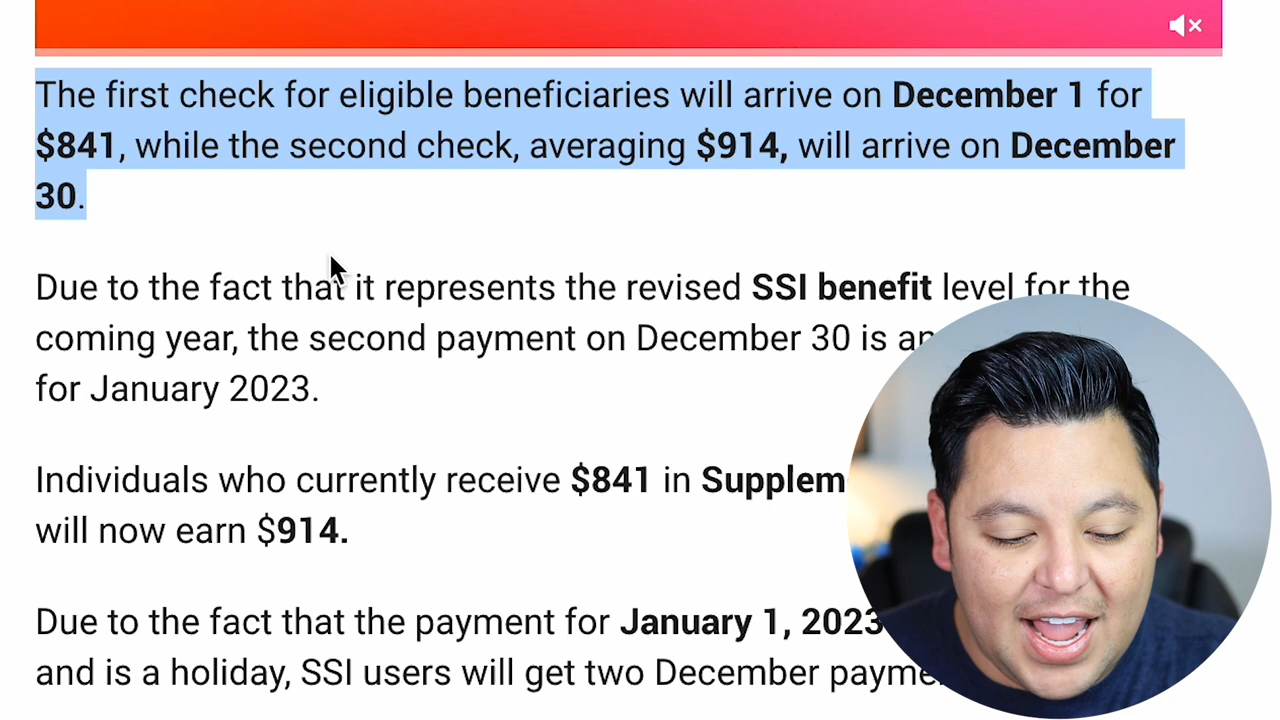 The first check for eligible beneficiaries will arrive on December 1 for
$841, while the second check, averaging $914, will arrive on December
30.
Due to the fact that it represents the revised SSI benefit level for the
coming year, the second payment on December 30 is
for January 2023.
Individuals who currently receive $841 in
will now earn $914.
Due to the fact that the payment for January 1, 2023
and is a holiday, SSI users will get two December